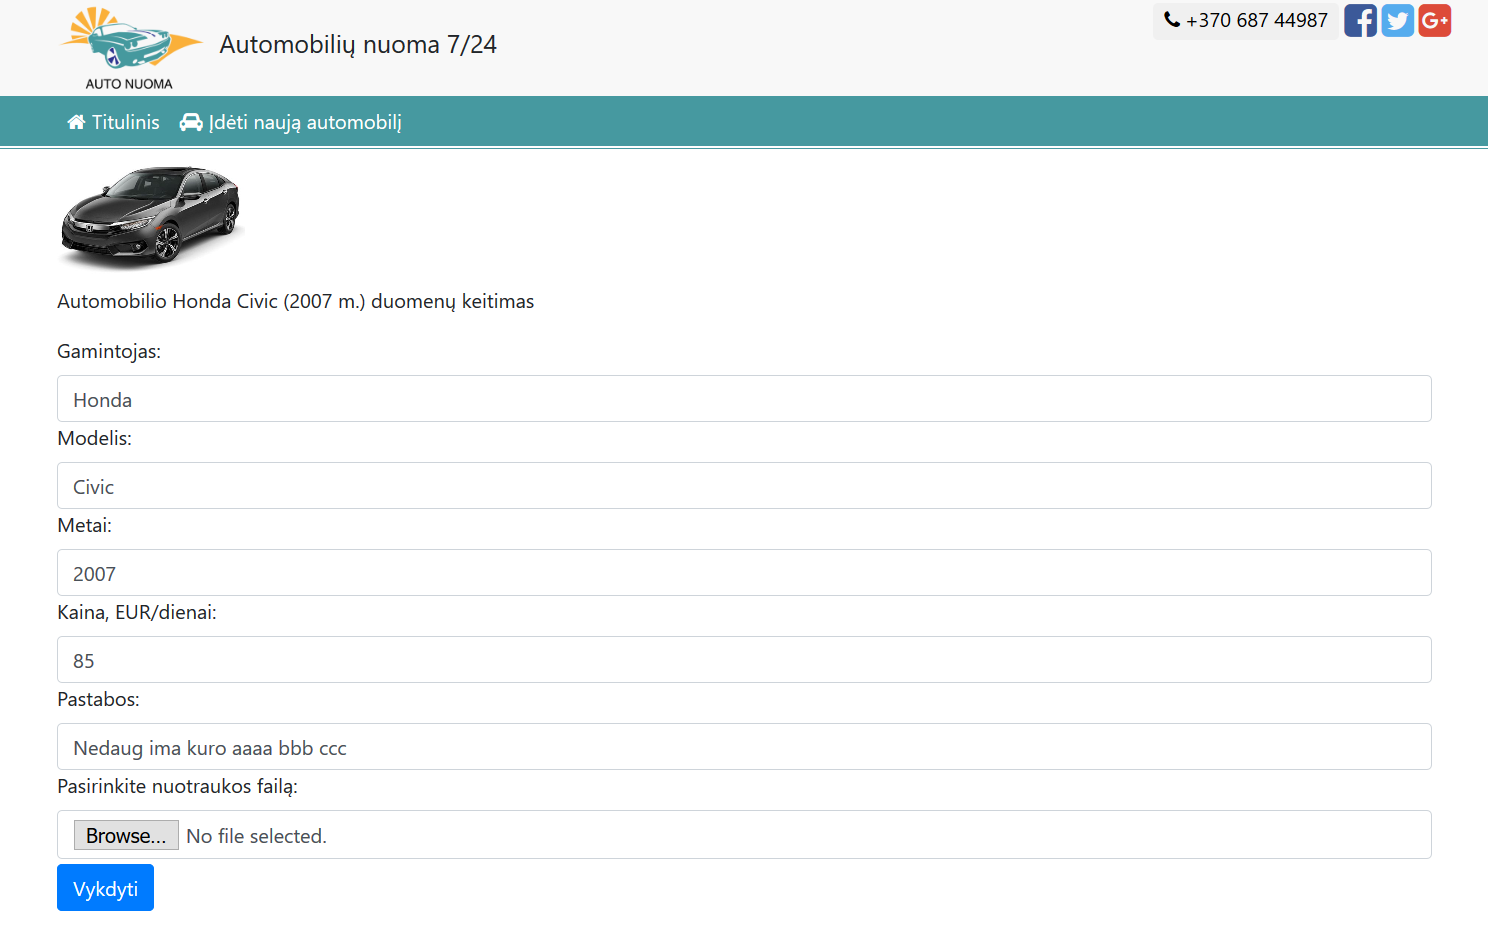 AUTO NUOMA
Automobilių nuoma 7/24
+370 687 44987
Titulinis
Įdėti naują automobilį
Automobilio Honda Civic (2007 m.) duomenų keitimas
Gamintojas:
Honda
Modelis:
Civic
Metai:
2007
Kaina, EUR/dienai:
85
Pastabos:
Nedaug ima kuro aaaa bbb ccc
Pasirinkite nuotraukos failą:
Browse... No file selected.
Vykdyti